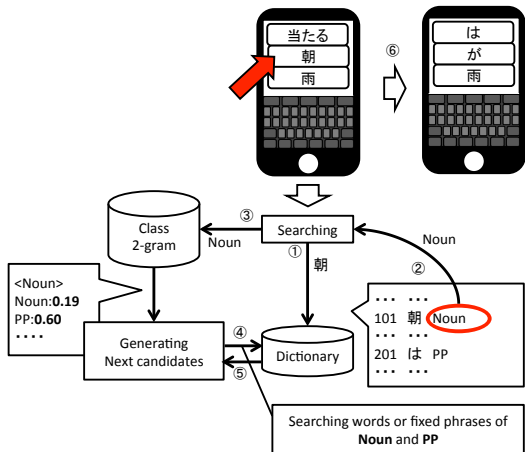 当たる
朝
雨
⑥
は
が
雨
Class
2-gram
③
Noun
Searching
①
朝
Noun
②
<Noun>
Noun:0.19
PP:0.60
····
··· ···
101 朝 Noun
··· ···
201 は PP
··· ···
Generating
Next candidates
④
⑤
Dictionary
Searching words or fixed phrases of
Noun and PP